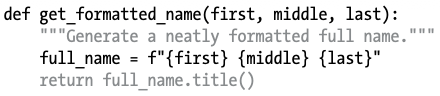 def get_formatted_name(first, middle, last):
    """Generate a neatly formatted full name."""
    full_name = f"{first} {middle} {last}"
    return full_name.title()